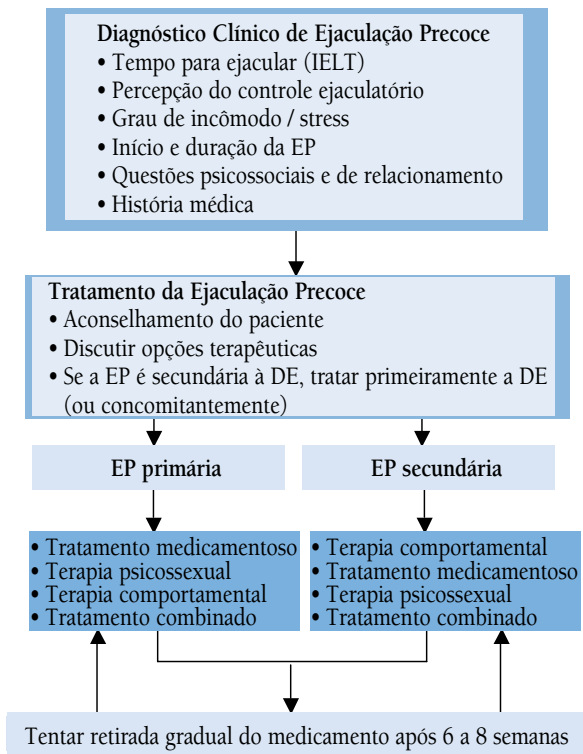 Diagnóstico Clínico de Ejaculação Precoce
• Tempo para ejacular (IELT)
• Percepção do controle ejaculatório
• Grau de incômodo / stress
• Início e duração da EP
• Questões psicossociais e de relacionamento
• História médica
Tratamento da Ejaculação Precoce
• Aconselhamento do paciente
• Discutir opções terapêuticas
• Se a EP é secundária à DE, tratar primeiramente a DE
(ou concomitantemente)
EP primária
EP secundária
• Tratamento medicamentoso
• Terapia psicossexual
• Terapia comportamental
• Tratamento combinado
• Terapia comportamental
• Tratamento medicamentoso
• Terapia psicossexual
• Tratamento combinado
Tentar retirada gradual do medicamento após 6 a 8 semanas